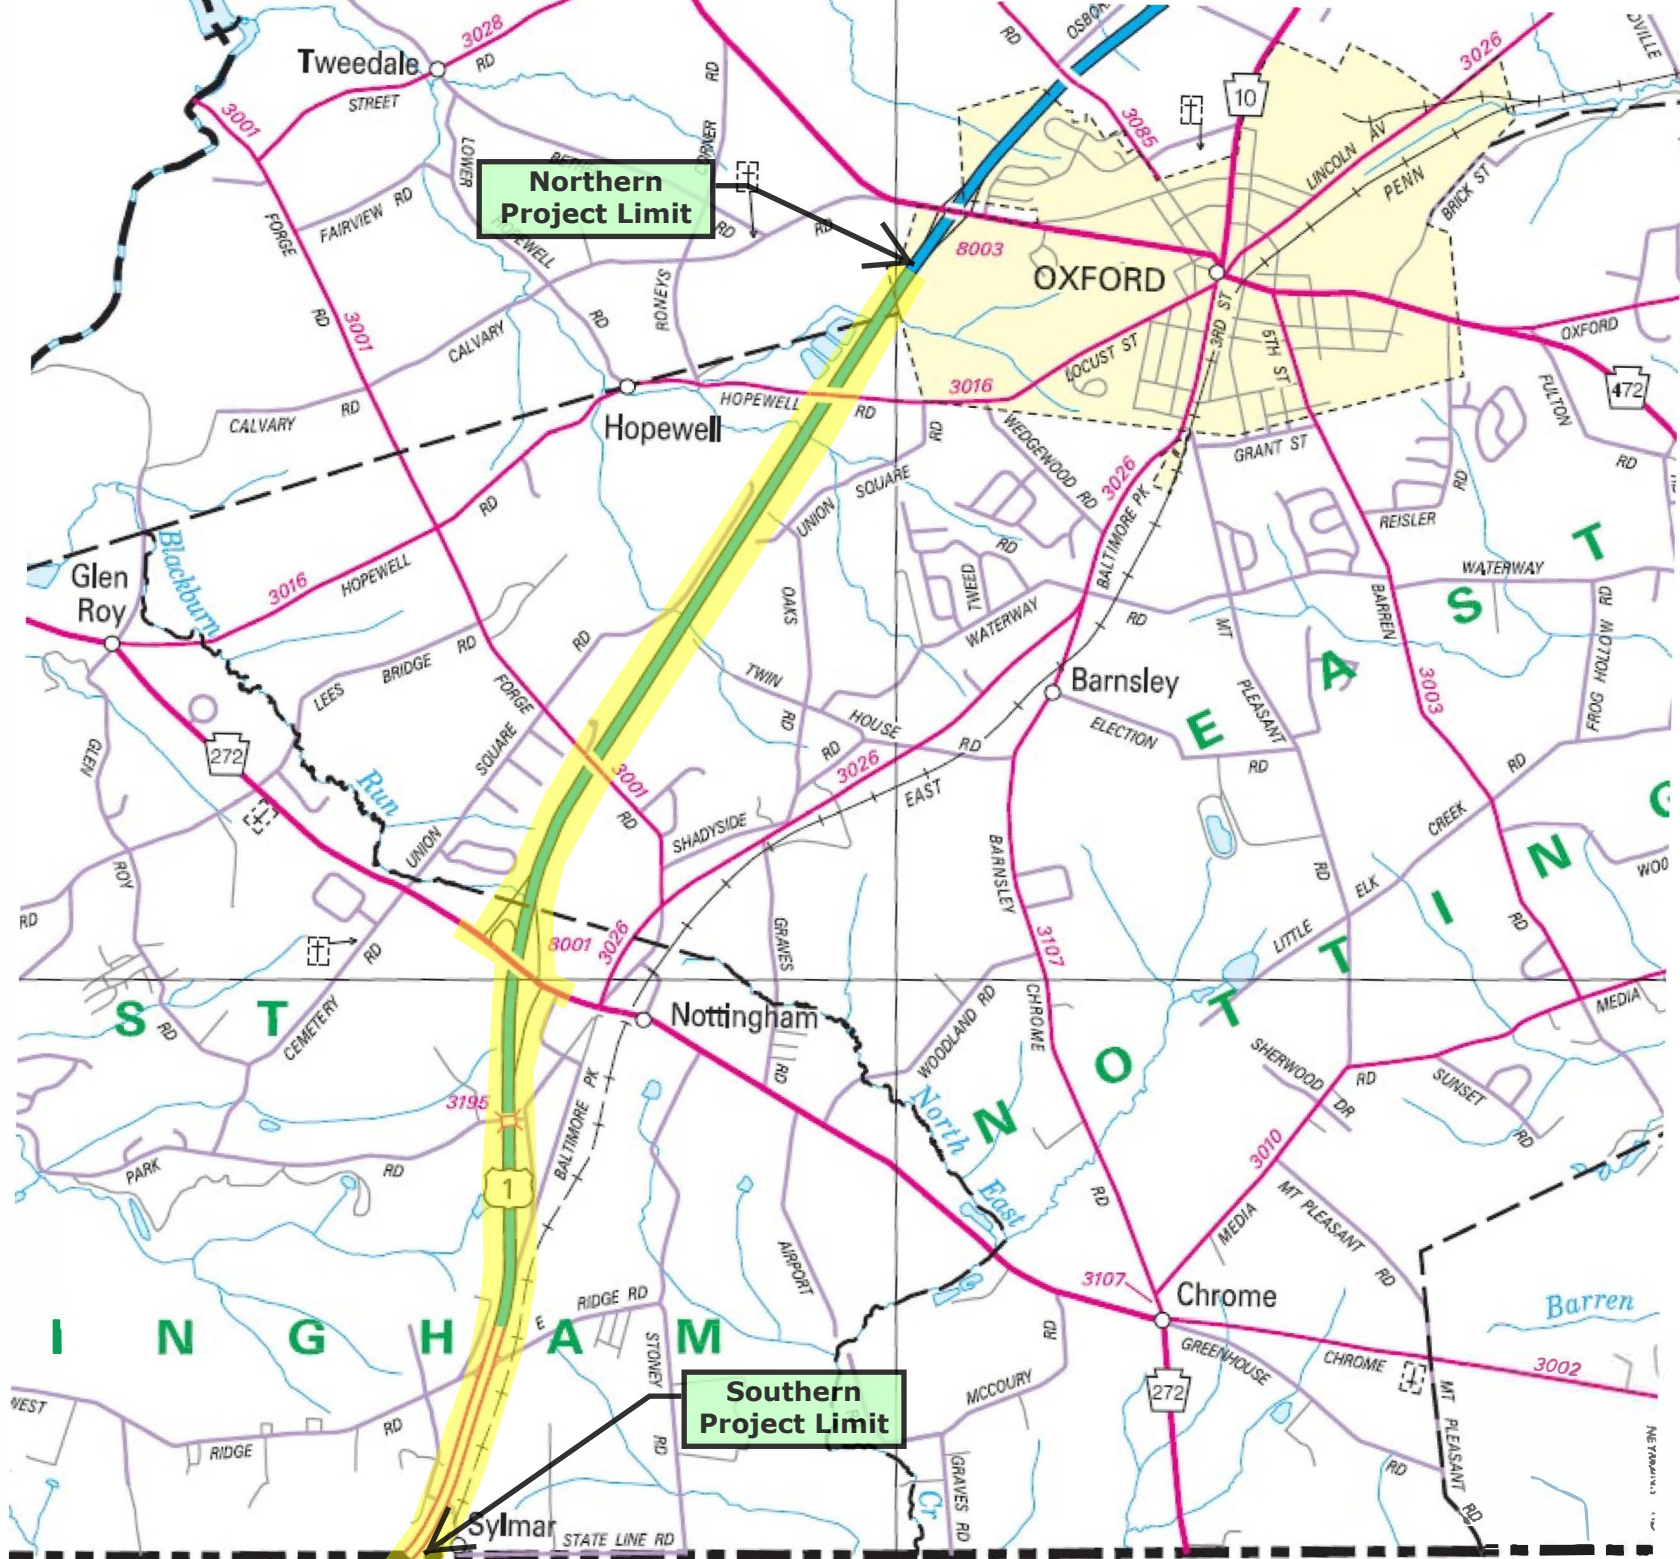 OSBOR
3028
Tweedale
RD
STREET
RD
RD
3026
OVILLE
10
3001
3085
LINCOLN AV
PENN
BRICK ST
LOWER
CORNER
BETH
Northern
Project Limit
FORGE
FAIRVIEW RD
HOPEWELL
RD
RD
8003
OXFORD
RD
3001
RONEYS
RD
CALVARY
LOCUST ST
3RD ST
5TH ST
OXFORD
472
3016
HOPEWELL
RD
FULTON
CALVARY
RD
Hopewell
RD
WEDGEWOOD
RD
GRANT ST
RD
3026
BALTIMORE PK
SQUARE
UNION
RD
REISLER
RD
T
Glen
Roy
Blackburn
3016
HOPEWELL
RD
TWEED
OAKS
WATERWAY
S
WATERWAY
RD
MT
BARREN
FROG HOLLOW RD
LEES
BRIDGE
RD
RD
TWIN
RD
Barnsley
A
FORGE
PLEASANT
3003
GLEN
272
Run
SQUARE
HOUSE
RD
RD
ELECTION
RD
E
RD
3001
RD
3026
EAST
UNION
SHADYSIDE
BARNSLEY
CREEK
ELK
LITTLE
G
N
WOO
ROY
RD
RD
RD
I
RD
T
8001
3026
GRAVES
3107
S
T
RD
CEMETERY
Nottingham
RD
WOODLAND RD
CHROME
T
MEDIA
O
SHERWOOD
DR
RD
SUNSET
RD
3195
BALTIMORE PK
North
N
3010
PARK
RD
1
East
RD
MEDIA
MT PLEASANT
RD
AIRPORT
3107
Chrome
Barren
RIDGE RD
E
I N G H A M
STONEY
RD
RD
GREENHOUSE
CHROME
3002
WEST
RD
RIDGE
Southern
Project Limit
MCCOURY
272
MT
PLEASANT
RD
RD
Cr
GRAVES RD
Sylmar
STATE LINE RD